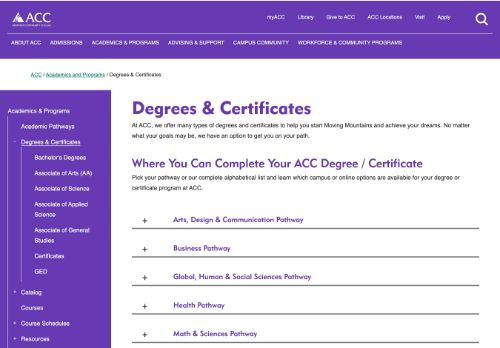 ACC
myACC Library Give to ACC ACC Locations Visit Apply
ABOUT ACC ADMISSIONS ACADEMICS & PROGRAMS ADVISING & SUPPORT CAMPUS COMMUNITY WORKFORCE & COMMUNITY PROGRAMS
ACC / Academics and Programs / Degrees & Certificates
Academics & Programs
Academic Pathways
Degrees & Certificates
Bachelor's Degrees
Associate of Arts (AA)
Associate of Science
Associate of Applied
Science
Associate of General
Studies
Certificates
GED
+ Catalog
Courses
+ Course Schedules
+ Resources
Degrees & Certificates
At ACC, we offer many types of degrees and certificates to help you start Moving Mountains and achieve your dreams. No matter
what your goals may be, we have an option to get you on your path.
Where You Can Complete Your ACC Degree / Certificate
Pick your pathway or our complete alphabetical list and learn which campus or online options are available for your degree or
certificate program at ACC.
+ Arts, Design & Communication Pathway
+ Business Pathway
+ Global, Human & Social Sciences Pathway
+ Health Pathway
+ Math & Sciences Pathway